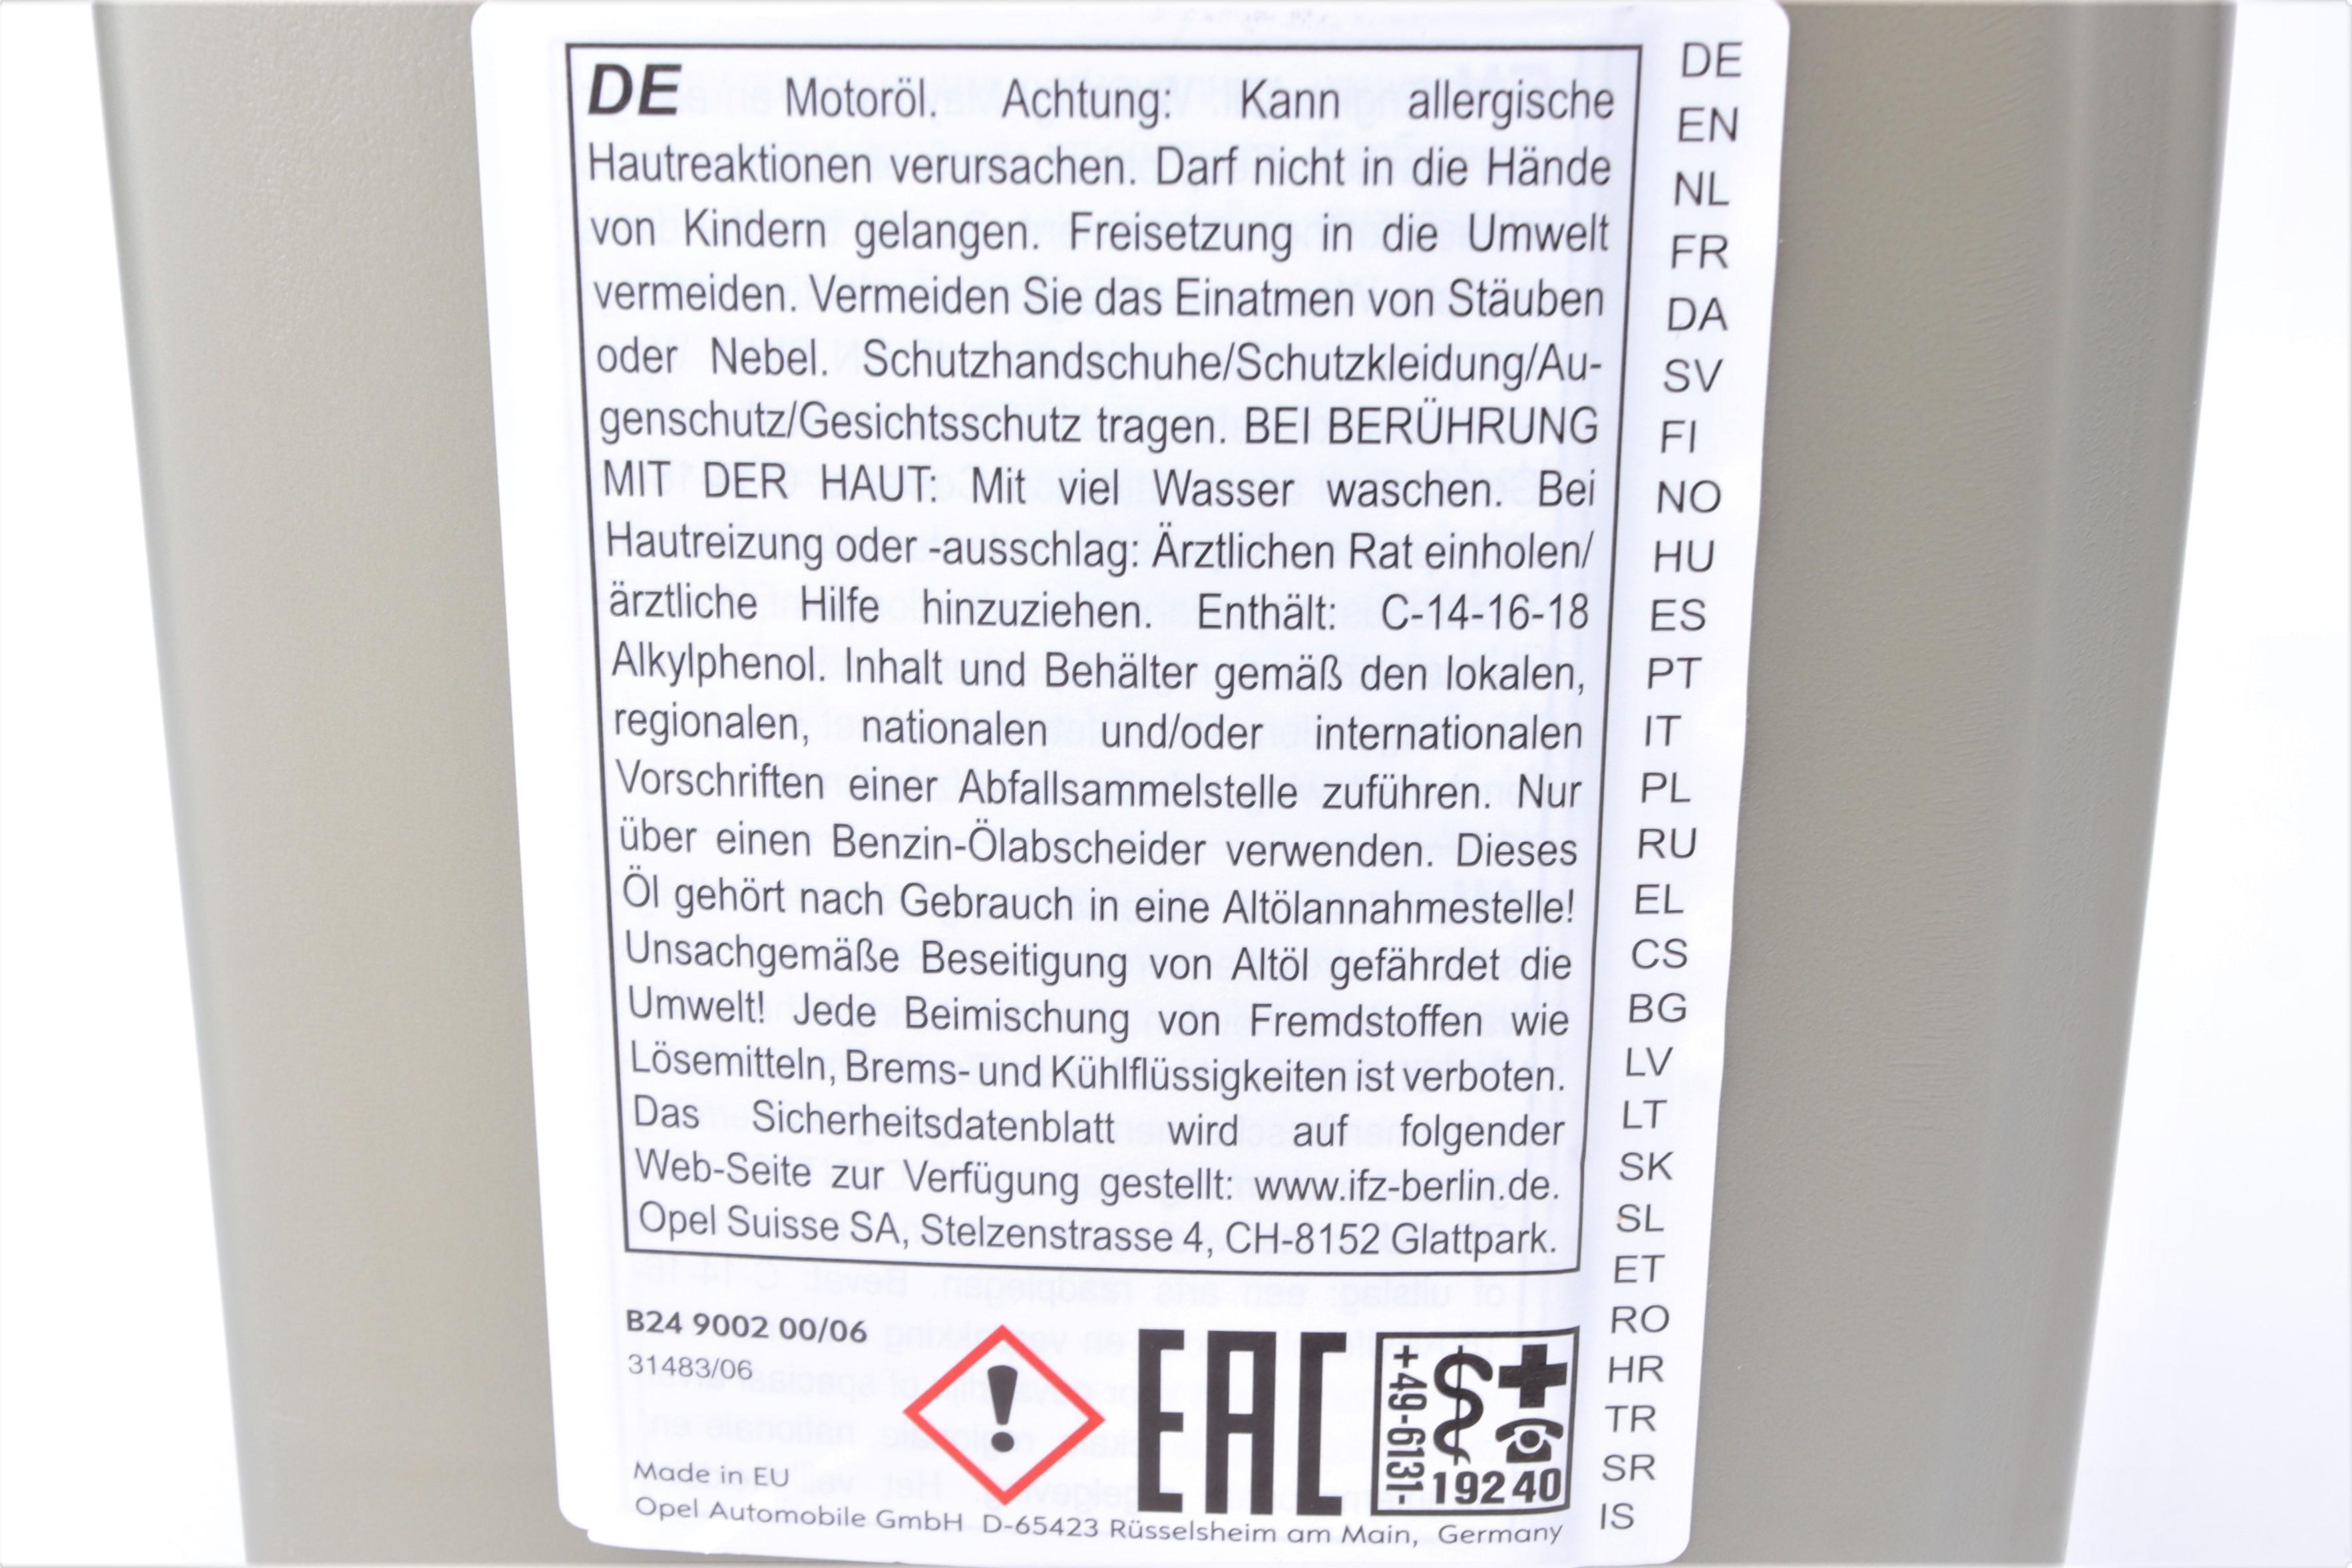 DE Motoröl. Achtung: Kann allergische
Hautreaktionen verursachen. Darf nicht in die Hände
von Kindern gelangen. Freisetzung in die Umwelt
vermeiden. Vermeiden Sie das Einatmen von Stäuben
oder Nebel. Schutzhandschuhe/Schutzkleidung/Au-
genschutz/Gesichtsschutz tragen. BEI BERÜHRUNG
MIT DER HAUT: Mit viel Wasser waschen. Bei
Hautreizung oder -ausschlag: Ärztlichen Rat einholen/
ärztliche Hilfe hinzuziehen. Enthält: C-14-16-18
Alkylphenol. Inhalt und Behälter gemäß den lokalen,
regionalen, nationalen und/oder internationalen
Vorschriften einer Abfallsammelstelle zuführen. Nur
über einen Benzin-Ölabscheider verwenden. Dieses
Öl gehört nach Gebrauch in eine Altölannahmestelle!
Unsachgemäße Beseitigung von Altöl gefährdet die
Umwelt! Jede Beimischung von Fremdstoffen wie
Lösemitteln, Brems- und Kühlflüssigkeiten ist verboten.
Das Sicherheitsdatenblatt wird auf folgender
Web-Seite zur Verfügung gestellt: www.ifz-berlin.de.
Opel Suisse SA, Stelzenstrasse 4, CH-8152 Glattpark.
B24 9002 00/06
31483/06
EAC
+49-6131-
19240
Made in EU
Opel Automobile GmbH D-65423 Rüsselsheim am Main, Germany
DE
EN
NL
FR
DA
SV
FI
NO
HU
ES
PT
IT
PL
RU
EL
CS
BG
LV
LT
SK
SL
ET
RO
HR
TR
SR
IS